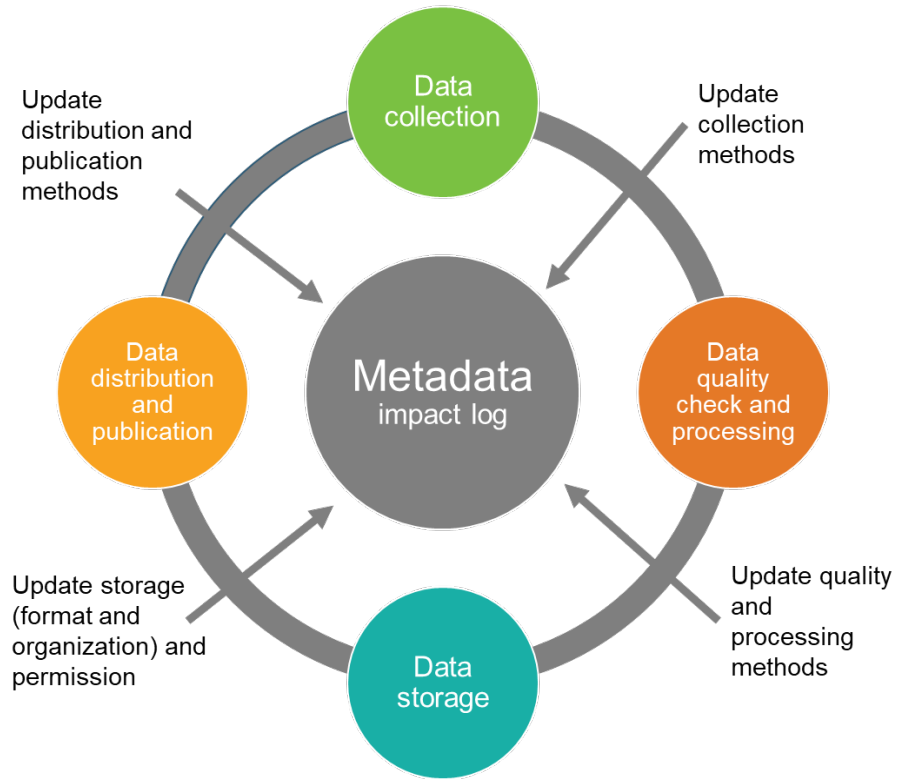 Data
collection
Update
distribution and
publication
methods
Update
collection
methods
Data
distribution
and
publication
Metadata
impact log
Data
quality
check and
processing
Update storage
(format and
organization) and
permission
Data
storage
Update quality
and
processing
methods